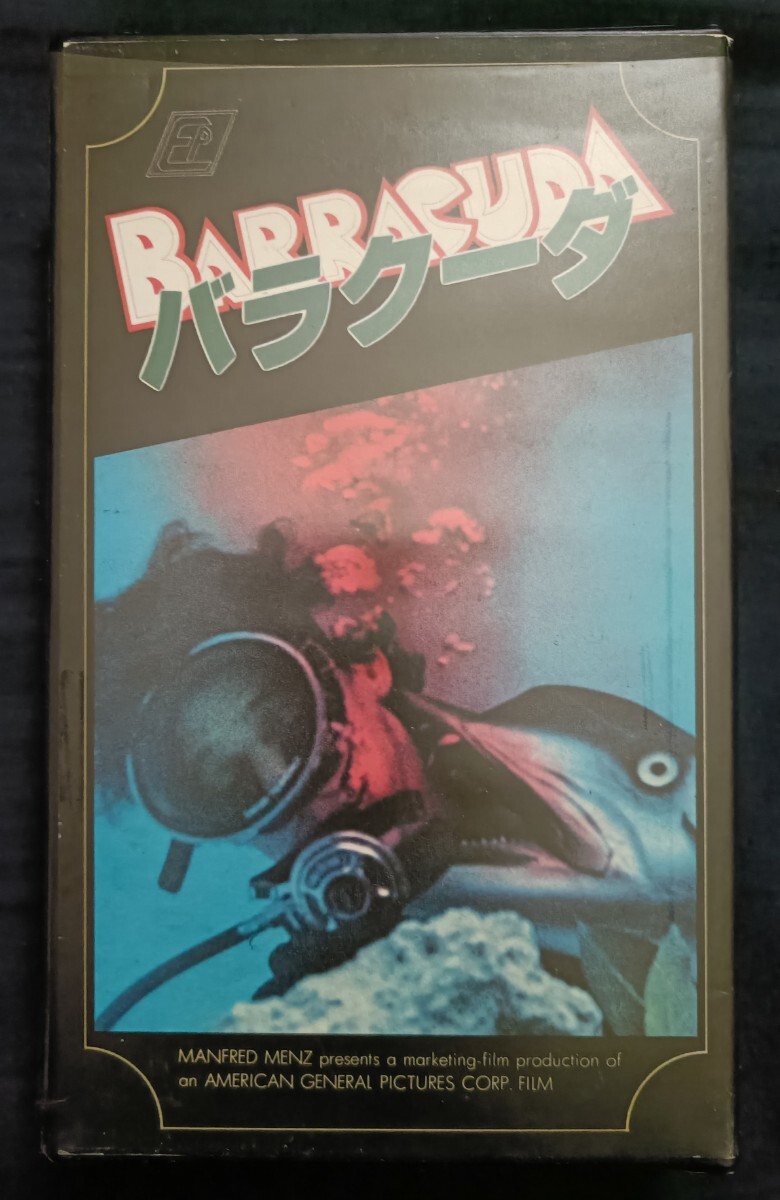 BARRACUDA
バラクーダ
MANFRED MENZ presents a marketing-film production of
an AMERICAN GENERAL PICTURES CORP. FILM